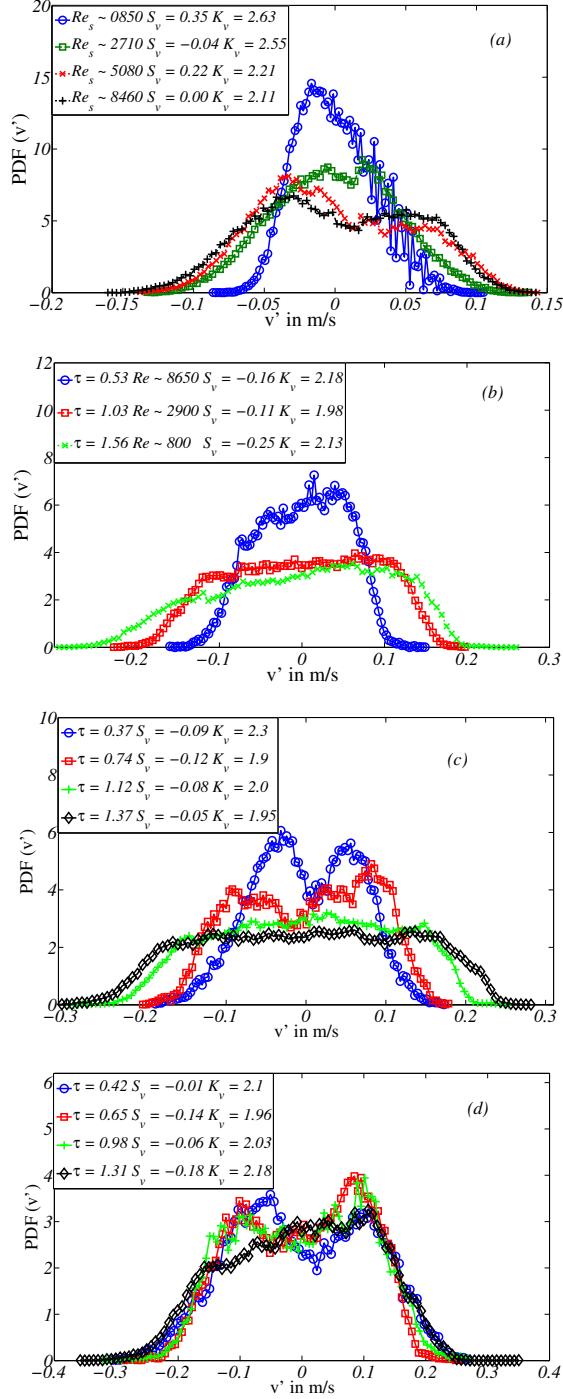 20
15
10
5
0
PDF (v')
Re_s ~ 0850 S_v = 0.35 K_v = 2.63
Re_s ~ 2710 S_v = −0.04 K_v = 2.55
Re_s ~ 5080 S_v = 0.22 K_v = 2.21
Re_s ~ 8460 S_v = 0.00 K_v = 2.11
(a)
−0.2 −0.1 −0.05 0 0.05 0.1 0.15
v' in m/s
12
10
8
6
4
2
0
PDF (v')
τ = 0.53 Re ~ 8650 S_v = −0.16 K_v = 2.18
τ = 1.03 Re ~ 2900 S_v = −0.11 K_v = 1.98
τ = 1.56 Re ~ 800 S_v = −0.25 K_v = 2.13
(b)
−0.2 −0.1 0 0.1 0.2 0.3
v' in m/s
10
8
6
4
2
0
PDF (v')
τ = 0.37 S_v = −0.09 K_v = 2.3
τ = 0.74 S_v = −0.12 K_v = 1.9
τ = 1.12 S_v = −0.08 K_v = 2.0
τ = 1.37 S_v = −0.05 K_v = 1.95
(c)
−0.3 −0.2 −0.1 0 0.1 0.2 0.3
v' in m/s
6
5
4
3
2
1
0
PDF (v')
τ = 0.42 S_v = −0.01 K_v = 2.1
τ = 0.65 S_v = −0.14 K_v = 1.96
τ = 0.98 S_v = −0.06 K_v = 2.03
τ = 1.31 S_v = −0.18 K_v = 2.18
(d)
−0.4 −0.3 −0.2 −0.1 0 0.1 0.2 0.3 0.4
v' in m/s